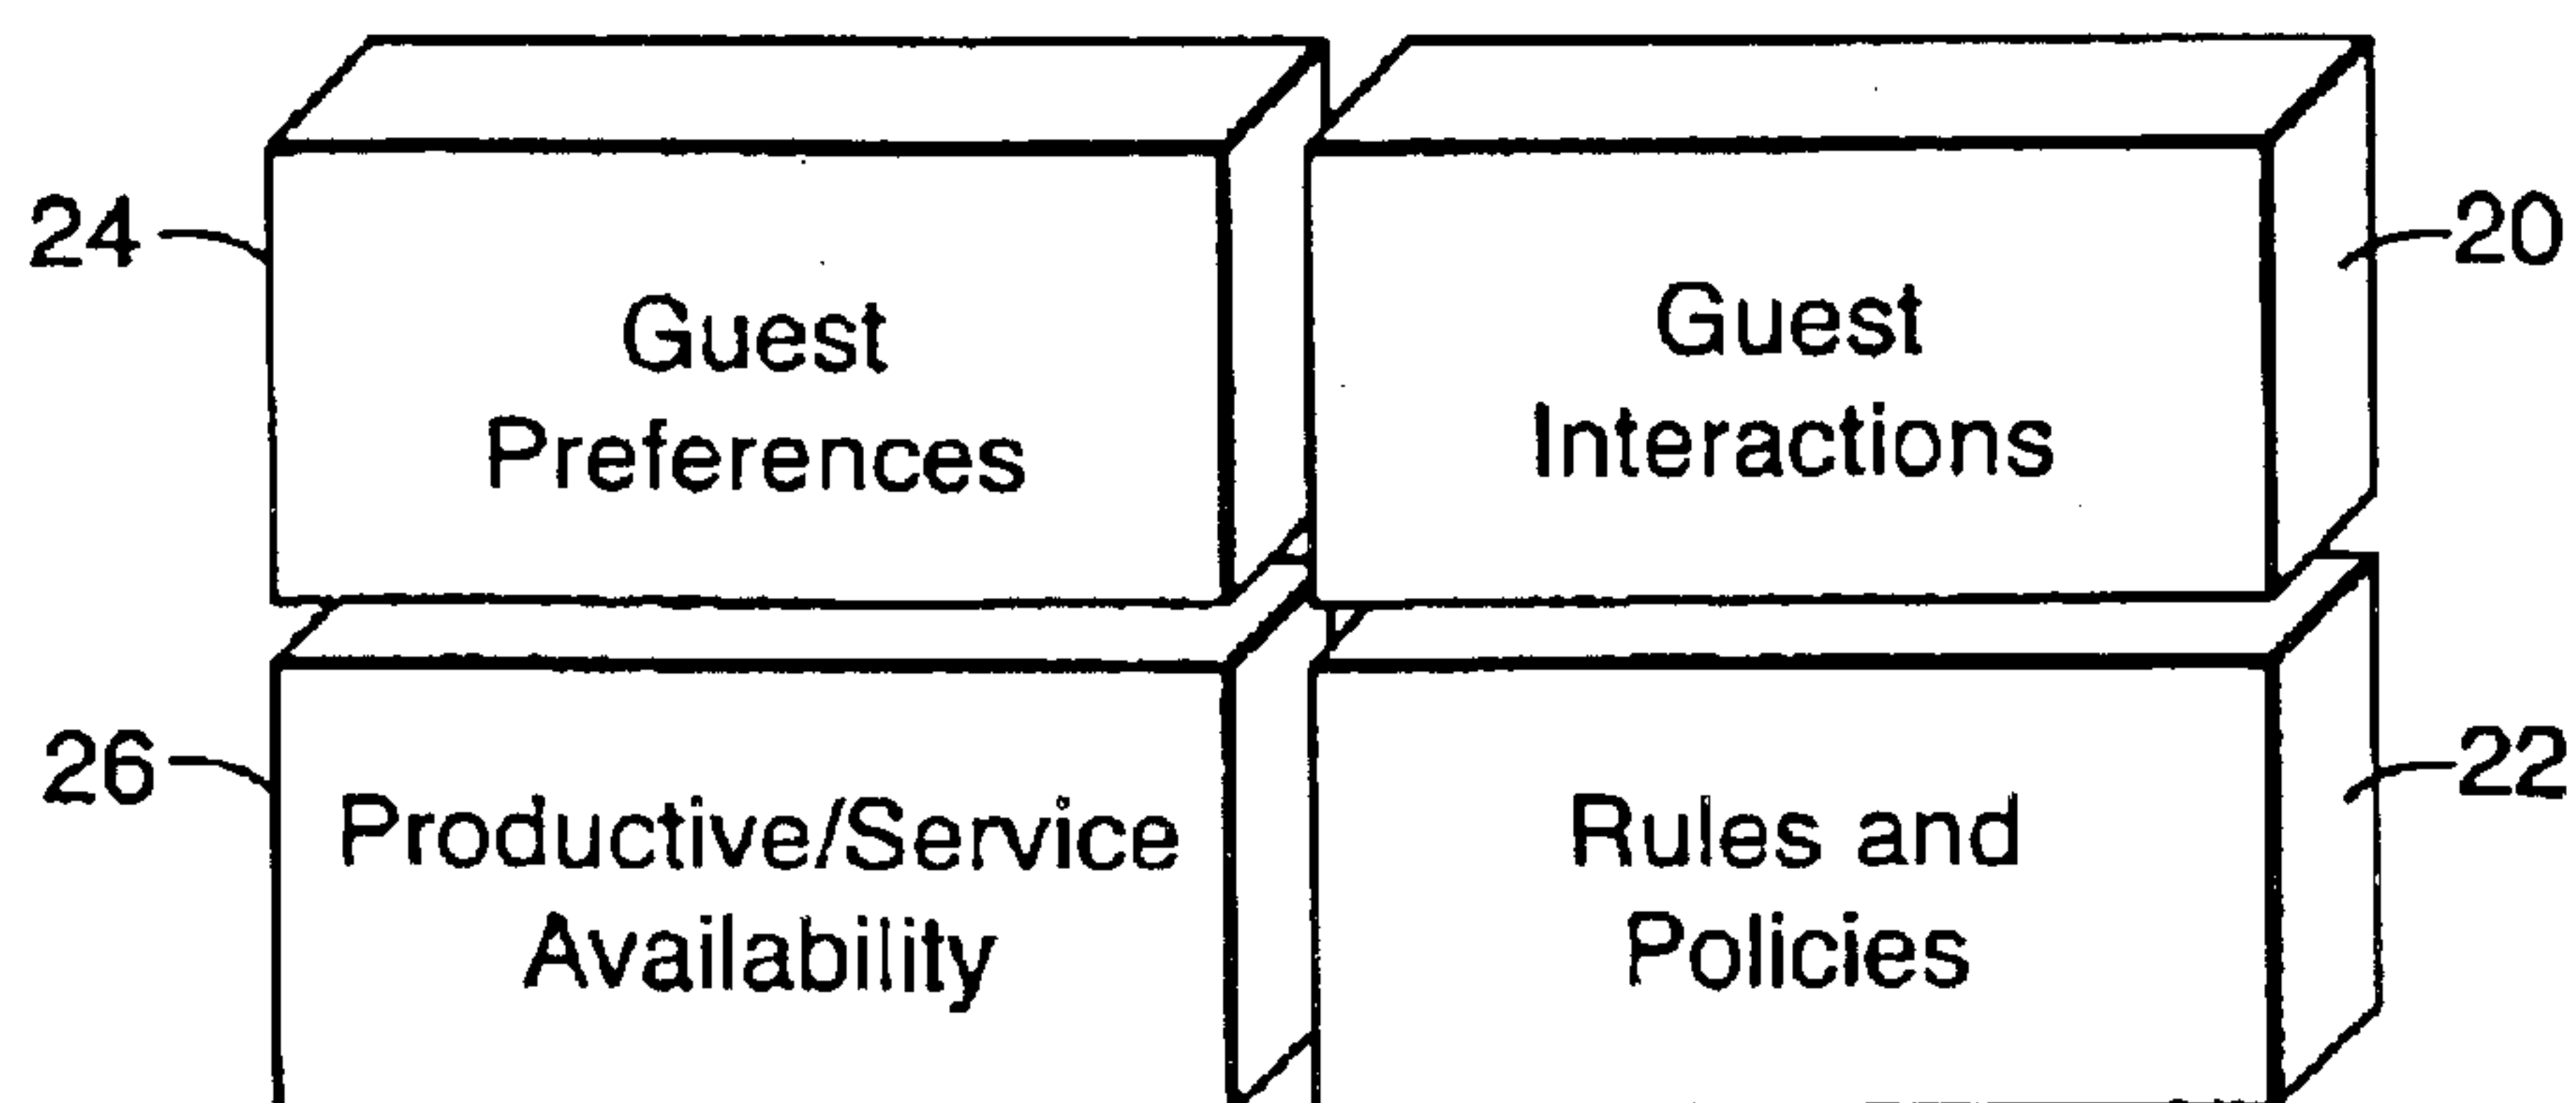 24
Guest
Preferences
Guest
Interactions
20
26
Productive/Service
Availability
Rules and
Policies
22